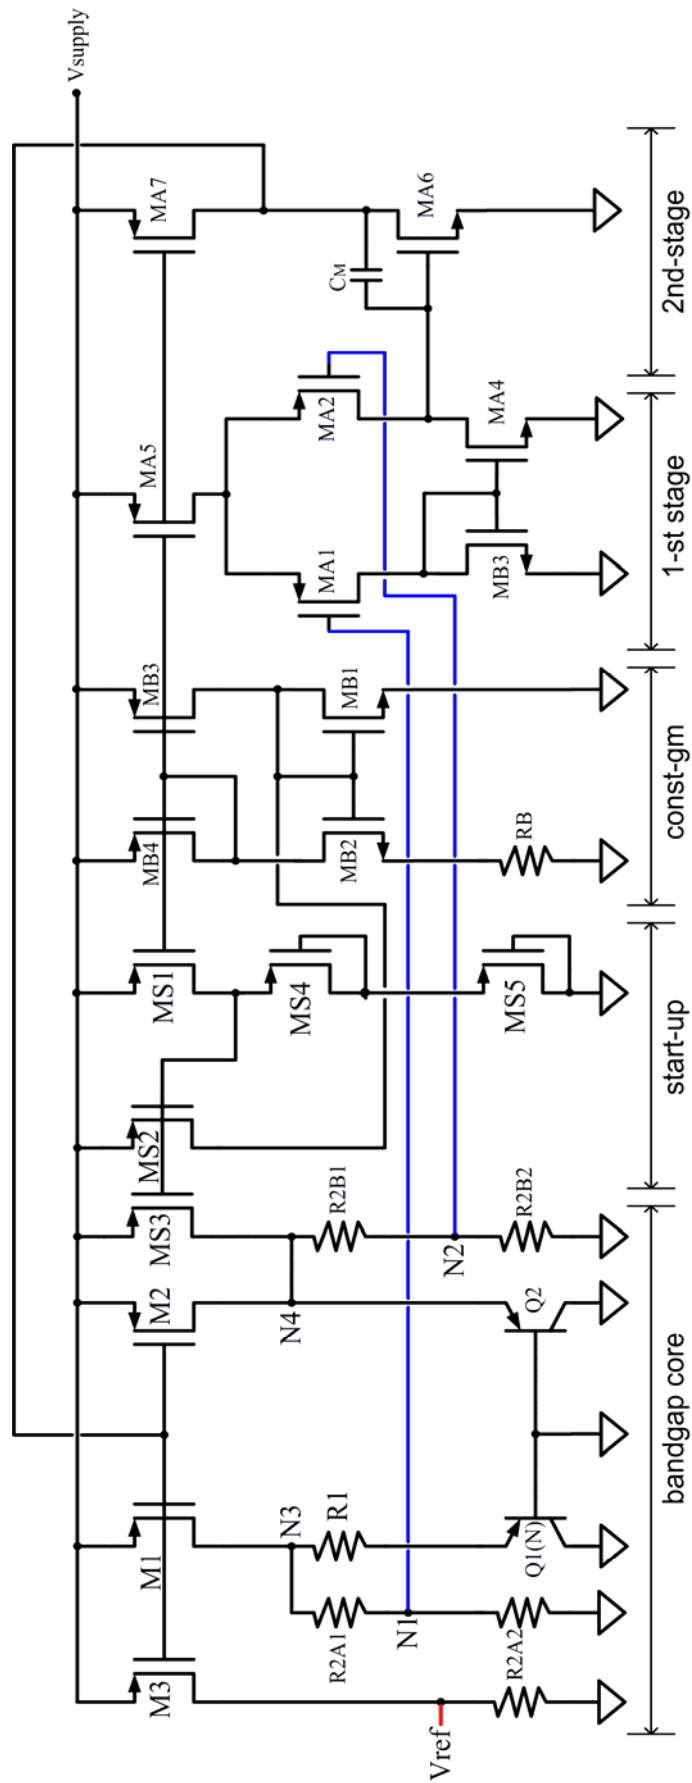 Vsupply
M3
M1
M2
MS3
MS2
MS1
MB4
MB3
MA5
MA7
N3
N4
R2A1
R1
R2B1
MS4
MB2
MB1
MA1
MA2
CM
MA6
Vref
N1
N2
R2A2
Q1(N)
Q2
R2B2
MS5
RB
MB3
MA4
bandgap core
start-up
const-gm
1-st stage
2nd-stage